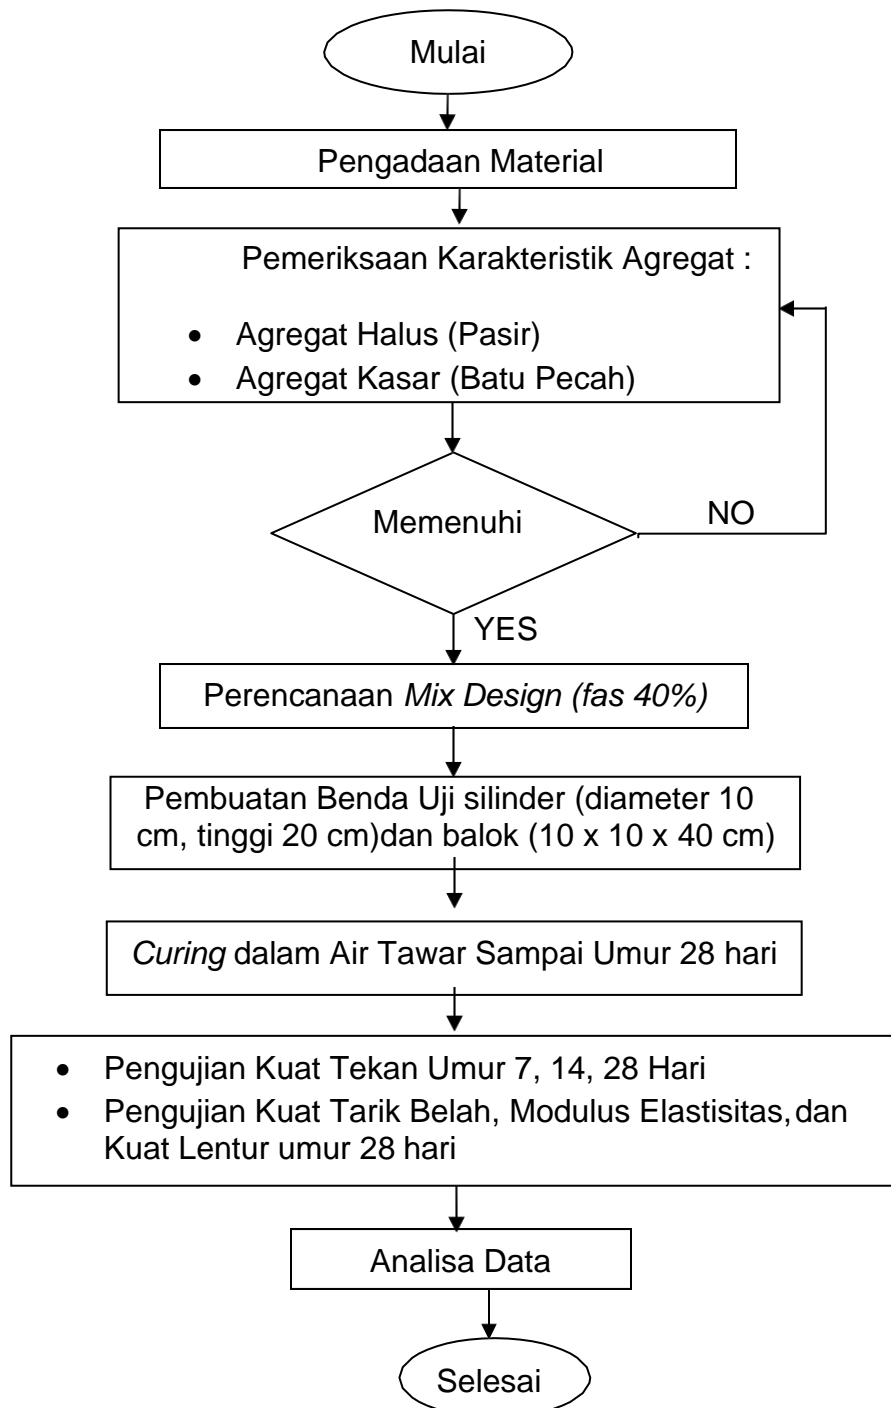 Mulai
Pengadaan Material
Pemeriksaan Karakteristik Agregat :
• Agregat Halus (Pasir)
• Agregat Kasar (Batu Pecah)
Memenuhi
NO
YES
Perencanaan Mix Design (fas 40%)
Pembuatan Benda Uji silinder (diameter 10
cm, tinggi 20 cm)dan balok (10 x 10 x 40 cm)
Curing dalam Air Tawar Sampai Umur 28 hari
• Pengujian Kuat Tekan Umur 7, 14, 28 Hari
• Pengujian Kuat Tarik Belah, Modulus Elastisitas, dan
Kuat Lentur umur 28 hari
Analisa Data
Selesai